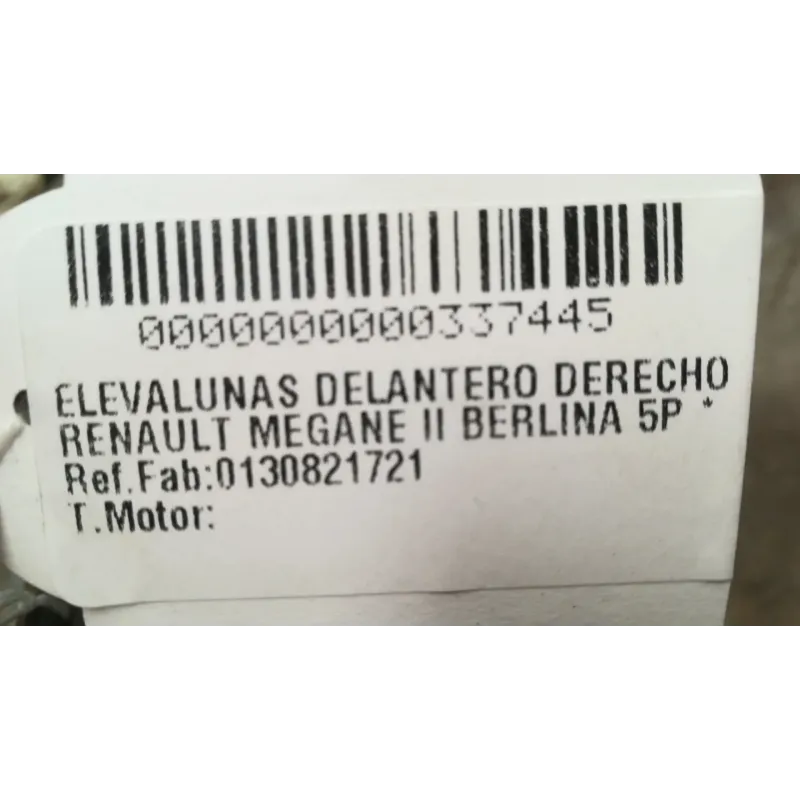 0000000000337445
ELEVALUNAS DELANTERO DERECHO
RENAULT MEGANE II BERLINA 5P *
Ref.Fab:0130821721
T.Motor: